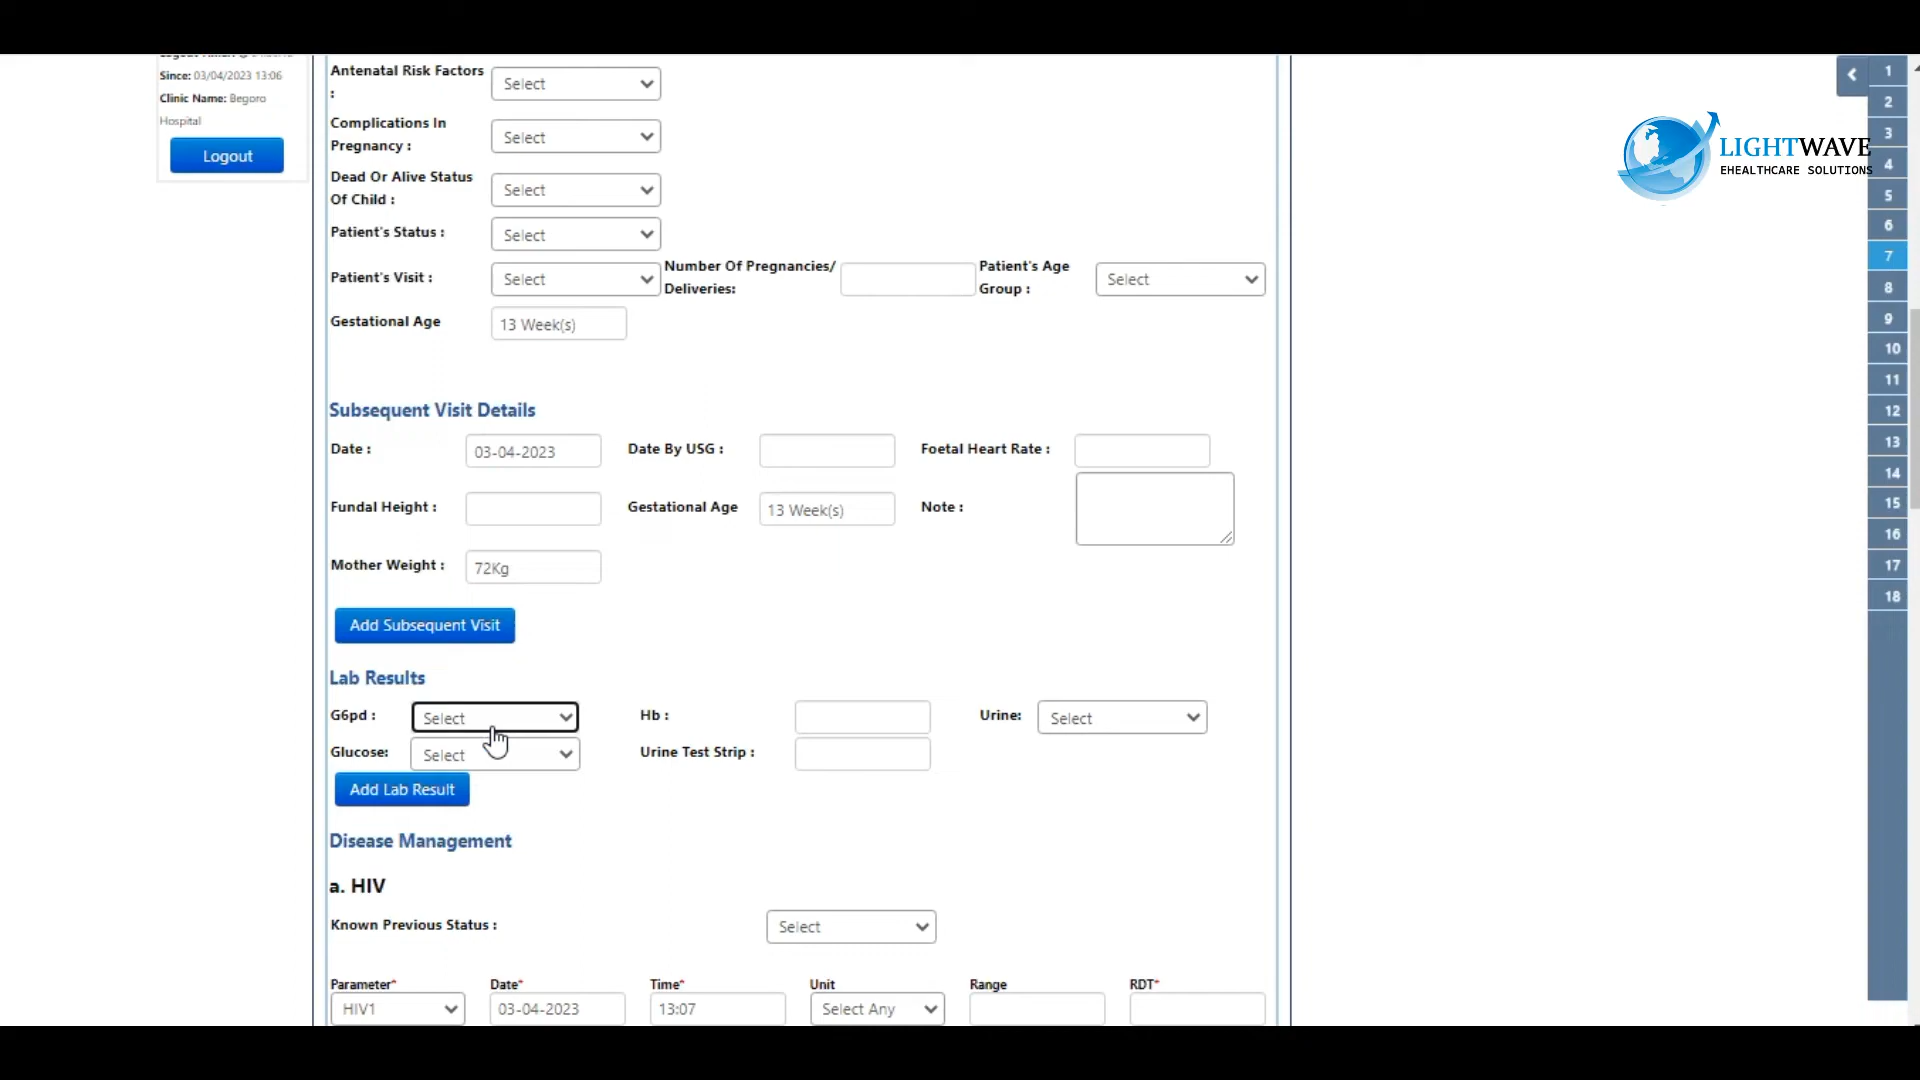 Since: 03/04/2023 13:06
Clinic Name: Begoro
Hospital
Logout
Antenatal Risk Factors
:
Select
Complications In
Pregnancy :
Select
Dead Or Alive Status
Of Child :
Select
Patient's Status :
Select
Patient's Visit :
Select
Number Of Pregnancies/
Deliveries:
Patient's Age
Group :
Select
Gestational Age
13 Week(s)
Subsequent Visit Details
Date :
03-04-2023
Date By USG :
Foetal Heart Rate :
Fundal Height :
Gestational Age
13 Week(s)
Note :
Mother Weight :
72Kg
Add Subsequent Visit
Lab Results
G6pd :
Select
Hb :
Urine:
Select
Glucose:
Select
Urine Test Strip :
Add Lab Result
Disease Management
a. HIV
Known Previous Status :
Select
Parameter*
Date*
Time*
Unit
Range
RDT*
HIV1
03-04-2023
13:07
Select Any
LIGHTWAVE
EHEALTHCARE SOLUTIONS
1
2
3
4
5
6
7
8
9
10
11
12
13
14
15
16
17
18